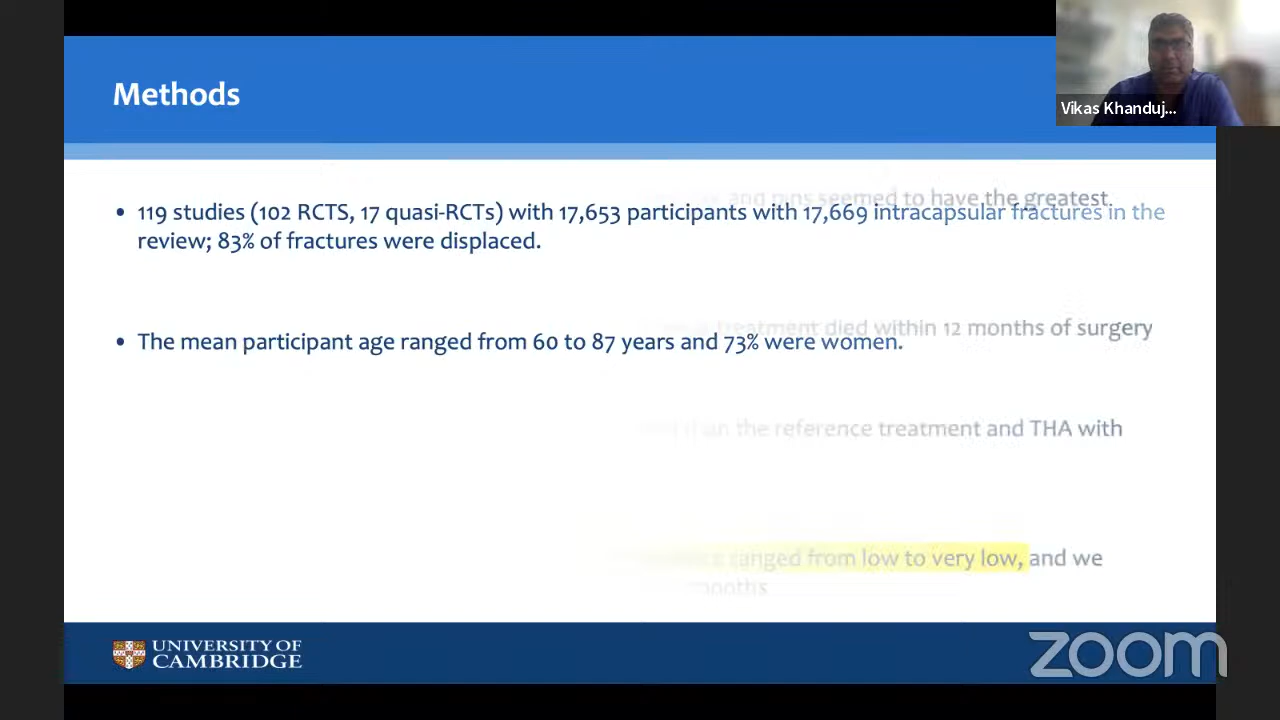 Methods
Vikas Khanduj...
and pins seemed to have the greatest.
• 119 studies (102 RCTS, 17 quasi-RCTs) with 17,653 participants with 17,669 intracapsular fractures in the
review; 83% of fractures were displaced.
treatment died within 12 months of surgery
• The mean participant age ranged from 60 to 87 years and 73% were women.
the reference treatment and THA with
ranged from low to very low, and we
months
UNIVERSITY OF
CAMBRIDGE
zoom